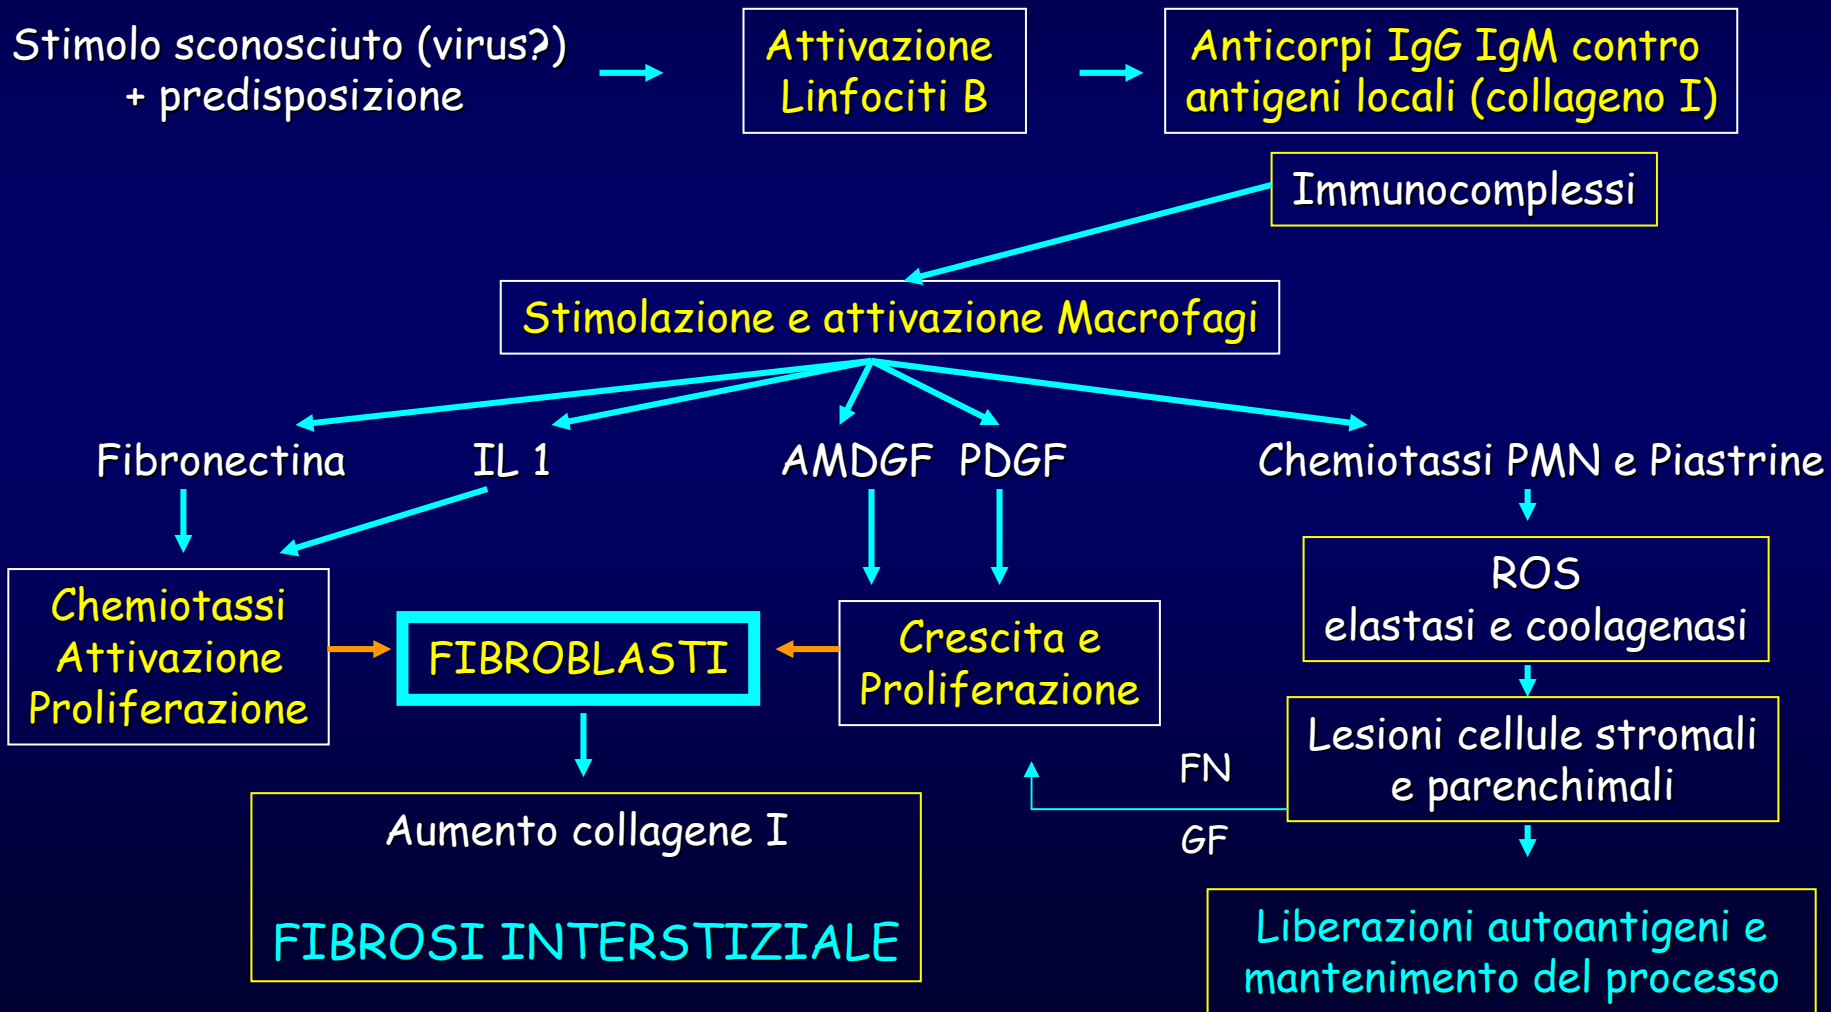 Stimolo sconosciuto (virus?)
+ predisposizione
Attivazione
Linfociti B
Anticorpi IgG IgM contro
antigeni locali (collageno I)
Immunocomplessi
Stimolazione e attivazione Macrofagi
Fibronectina
IL 1
AMDGF
PDGF
Chemiotassi PMN e Piastrine
Chemiotassi
Attivazione
Proliferazione
FIBROBLASTI
Crescita e
Proliferazione
ROS
elastasi e coolagenasi
Lesioni cellule stromali
e parenchimali
FN
GF
Aumento collagene I
FIBROSI INTERSTIZIALE
Liberazioni autoantigeni e
mantenimento del processo